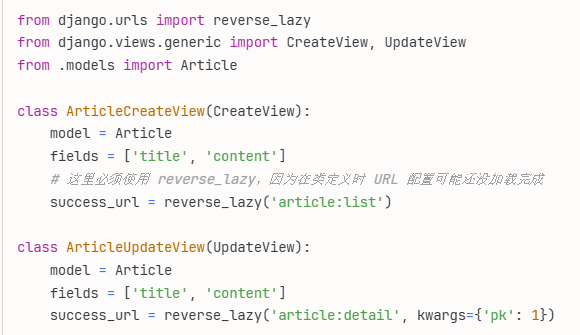 from django.urls import reverse_lazy
from django.views.generic import CreateView, UpdateView
from .models import Article

class ArticleCreateView(CreateView):
    model = Article
    fields = ['title', 'content']
    # 这里必须使用 reverse_lazy，因为在类定义时 URL 配置可能还没加载完成
    success_url = reverse_lazy('article:list')

class ArticleUpdateView(UpdateView):
    model = Article
    fields = ['title', 'content']
    success_url = reverse_lazy('article:detail', kwargs={'pk': 1})